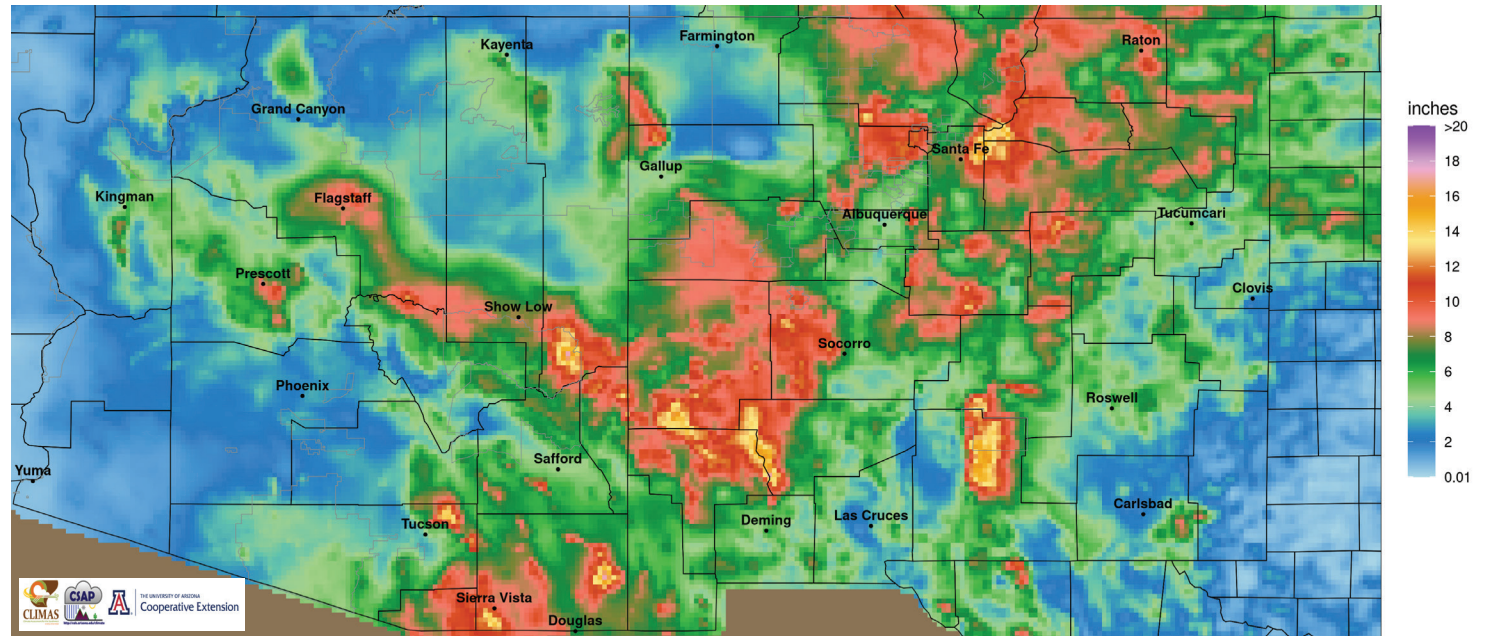 Farmington
Kayenta
Raton
Grand Canyon
inches
>20
18
16
14
12
10
8
6
4
2
0.01
Santa Fe
Gallup
Kingman
Flagstaff
Albuquerque
Tucumcari
Prescott
Clovis
Show Low
Socorro
Phoenix
Roswell
Safford
Yuma
Carlsbad
Las Cruces
Deming
Tucson
Sierra Vista
Douglas
CLIMAS
CSAP
THE UNIVERSITY OF ARIZONA
Cooperative Extension
A